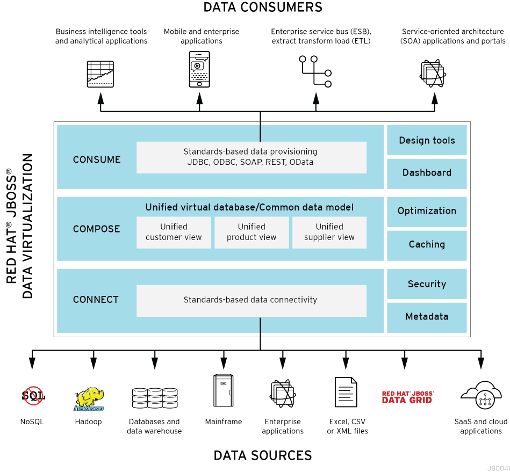 DATA CONSUMERS
Business intelligence tools
and analytical applications
Mobile and enterprise
applications
Enterprise service bus (ESB),
extract transform load (ETL)
Service-oriented architecture
(SOA) applications and portals
RED HAT® JBOSS®
DATA VIRTUALIZATION
CONSUME
Standards-based data provisioning
JDBC, ODBC, SOAP, REST, OData
Design tools
Dashboard
COMPOSE
Unified virtual database/Common data model
Unified
customer view
Unified
product view
Unified
supplier view
Optimization
Caching
CONNECT
Standards-based data connectivity
Security
Metadata
SQL
NoSQL
Hadoop
Databases and
data warehouse
Mainframe
Enterprise
applications
Excel, CSV
or XML files
RED HAT® JBOSS®
DATA GRID
SaaS and cloud
applications
DATA SOURCES
JB0041